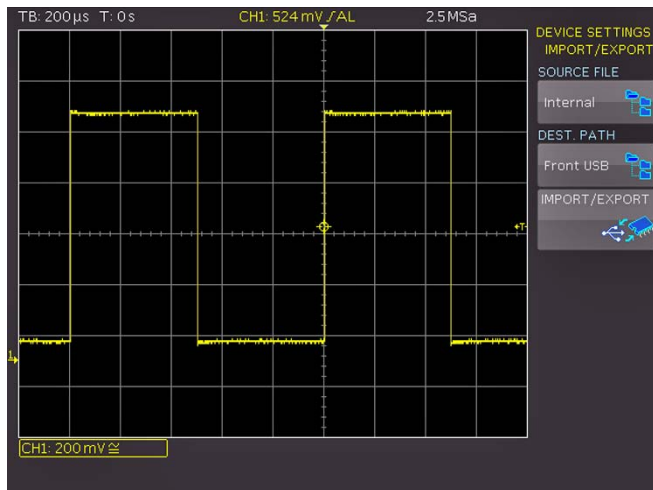 TB: 200µs T: 0s CH1: 524 mV ⎍/AL 2.5MSa
DEVICE SETTINGS
IMPORT/EXPORT
SOURCE FILE
Internal
DEST. PATH
Front USB
IMPORT/EXPORT
T
1
CH1: 200 mV ≅